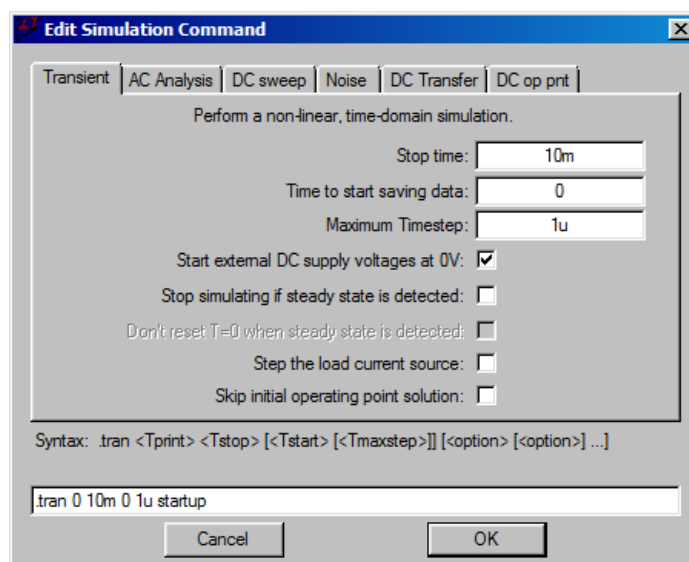 Edit Simulation Command
Transient AC Analysis DC sweep Noise DC Transfer DC op pnt
Perform a non-linear, time-domain simulation.
Stop time: 10m
Time to start saving data: 0
Maximum Timestep: 1u
Start external DC supply voltages at 0V:
Stop simulating if steady state is detected:
Don't reset T=0 when steady state is detected:
Step the load current source:
Skip initial operating point solution:
Syntax: .tran <Tprint> <Tstop> [<Tstart> [<Tmaxstep>]] [<option> [<option>] ...]
.tran 0 10m 0 1u startup
Cancel OK